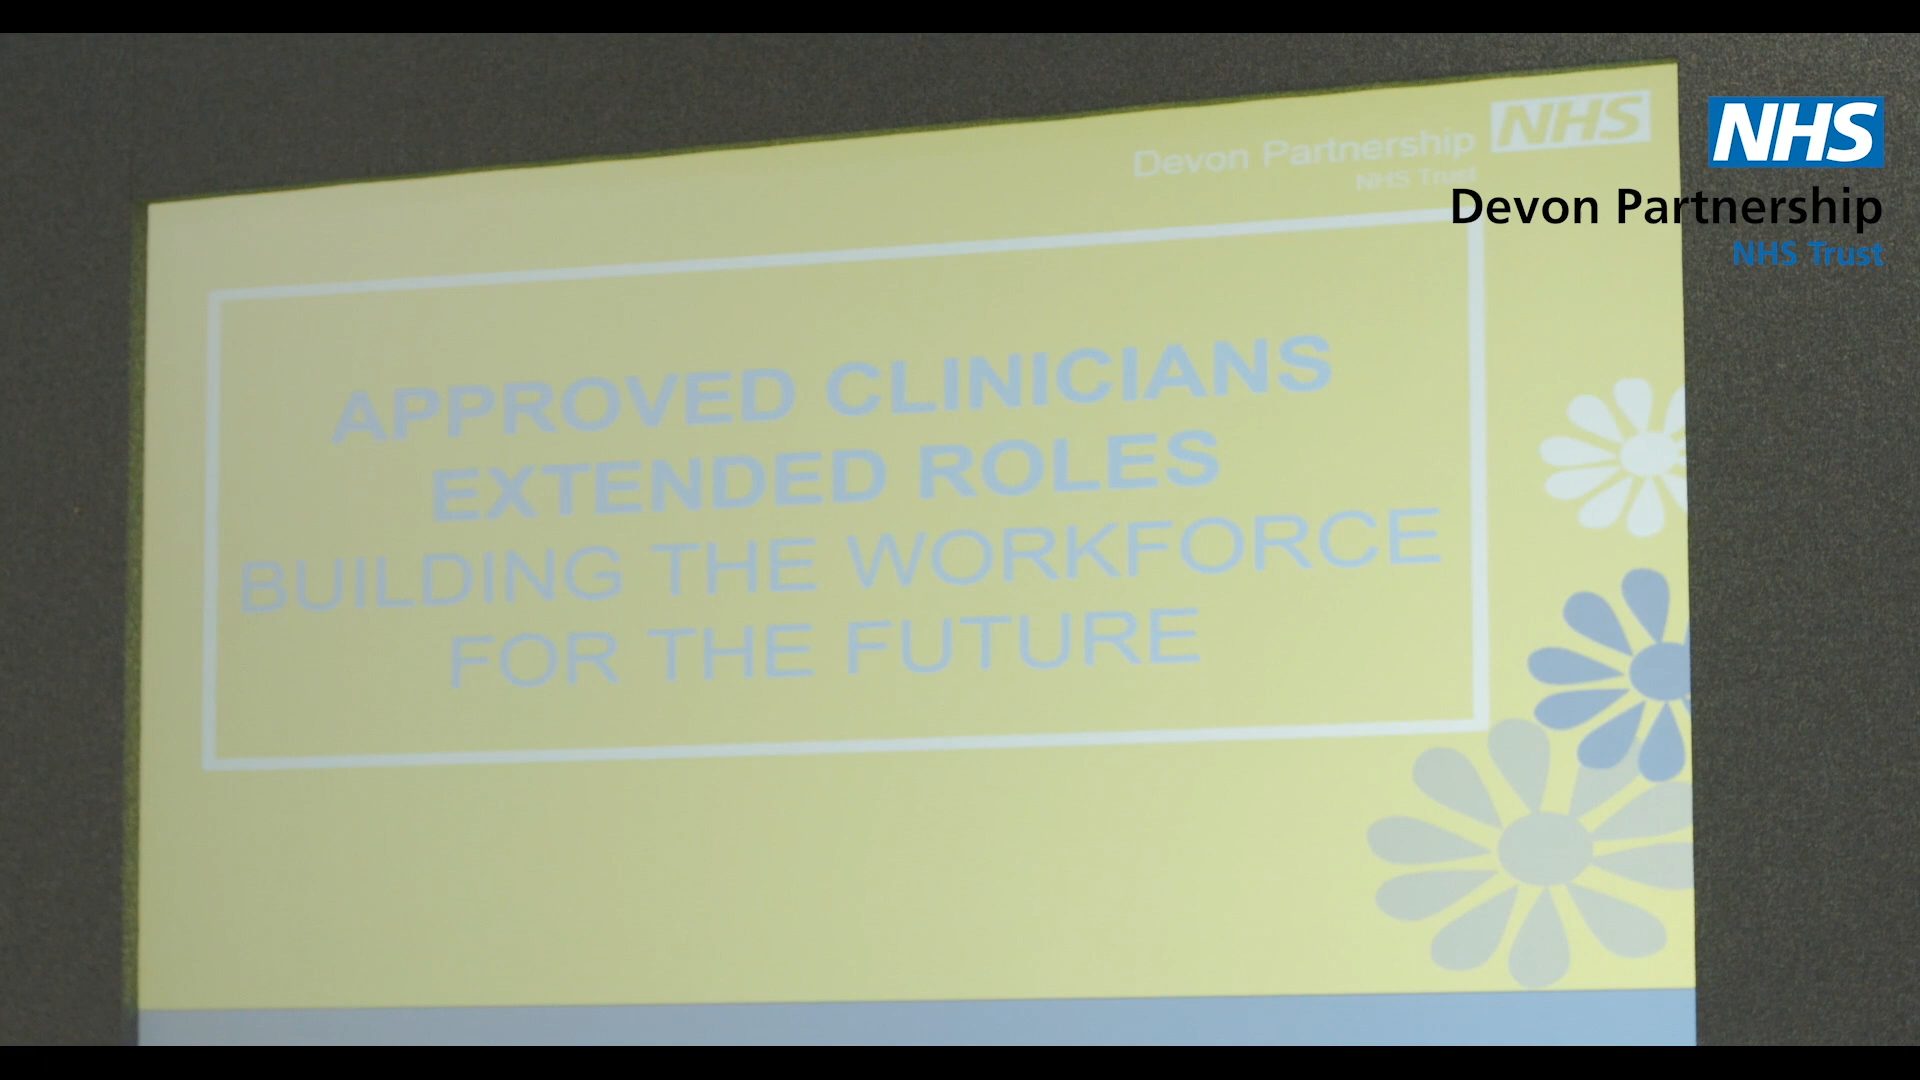 Devon Partnership NHS
NHS Trust
NHS
Devon Partnership
NHS Trust
APPROVED CLINICIANS
EXTENDED ROLES
BUILDING THE WORKFORCE
FOR THE FUTURE